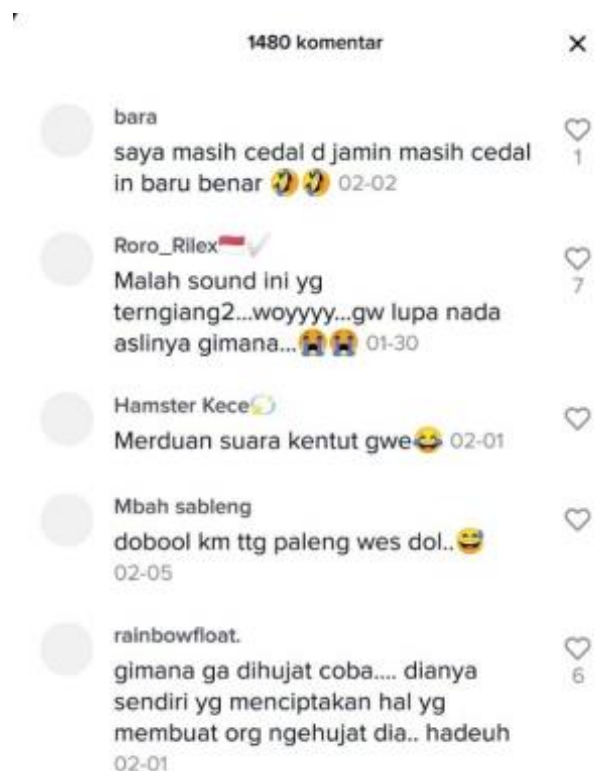 1480 komentar
bara
saya masih cedal d jamin masih cedal
in baru benar 🤣🤣 02-02
1
Roro_Rilex🇮🇩✅
Malah sound ini yg
terngiang2...woyyyy...gw lupa nada
aslinya gimana...😭😭 01-30
7
Hamster Kece💫
Merduan suara kentut gwe😂 02-01
Mbah sableng
dobool km ttg paleng wes dol..😅
02-05
rainbowfloat.
gimana ga dihujat coba.... dianya
sendiri yg menciptakan hal yg
membuat org ngehujat dia.. hadeuh
02-01
6